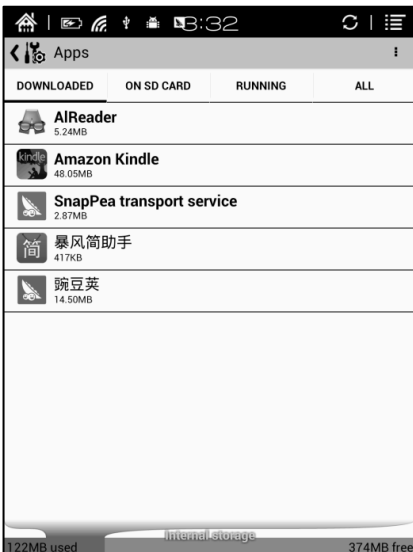 3:32
Apps
DOWNLOADED ON SD CARD RUNNING ALL
AlReader
5.24MB
kindle
Amazon Kindle
48.05MB
SnapPea transport service
2.87MB
简
暴风简助手
417KB
豌豆荚
14.50MB
Internal storage
122MB used 374MB free